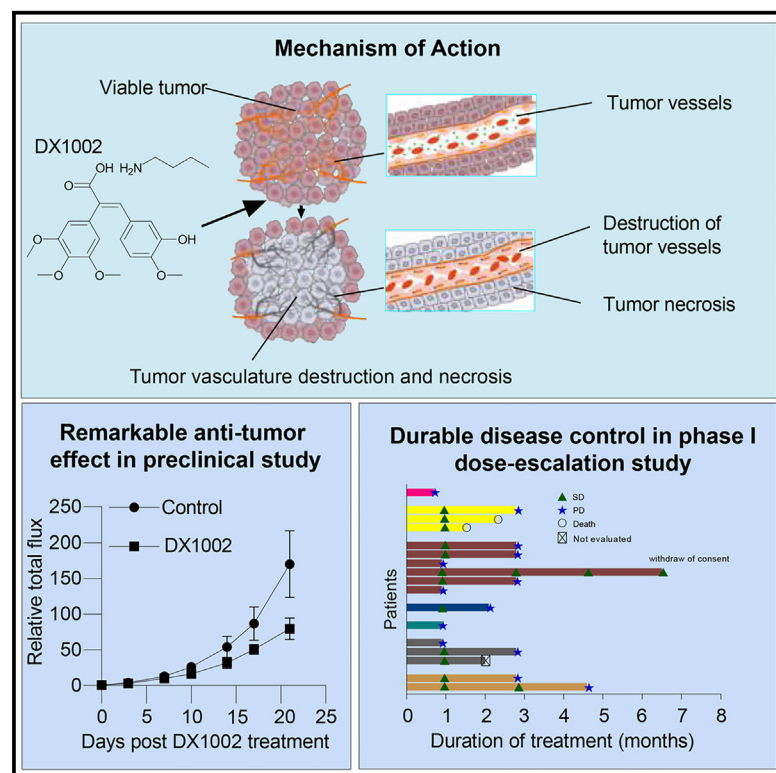 Mechanism of Action
Viable tumor
Tumor vessels
DX1002
OH
H₂N
O
O
OH
O
O
O
Destruction of
tumor vessels
Tumor necrosis
Tumor vasculature destruction and necrosis
Remarkable anti-tumor
effect in preclinical study
250
200
150
100
50
0
Relative total flux
Control
DX1002
0 5 10 15 20 25
Days post DX1002 treatment
Durable disease control in phase I
dose-escalation study
SD
PD
Death
Not evaluated
withdraw of consent
Patients
0 1 2 3 4 5 6 7 8
Duration of treatment (months)